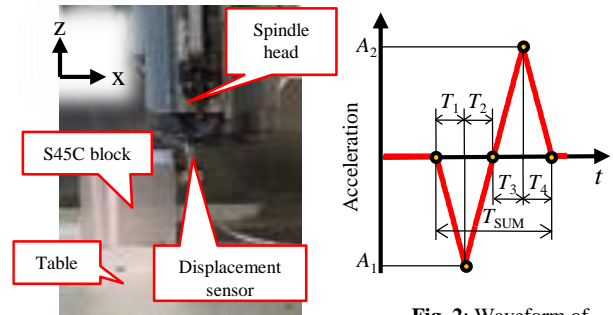 Z
X
Spindle
head
S45C block
Table
Displacement
sensor
Acceleration
A2
T1 T2
T3 T4
TSUM
A1
t
Fig. 2: Waveform of